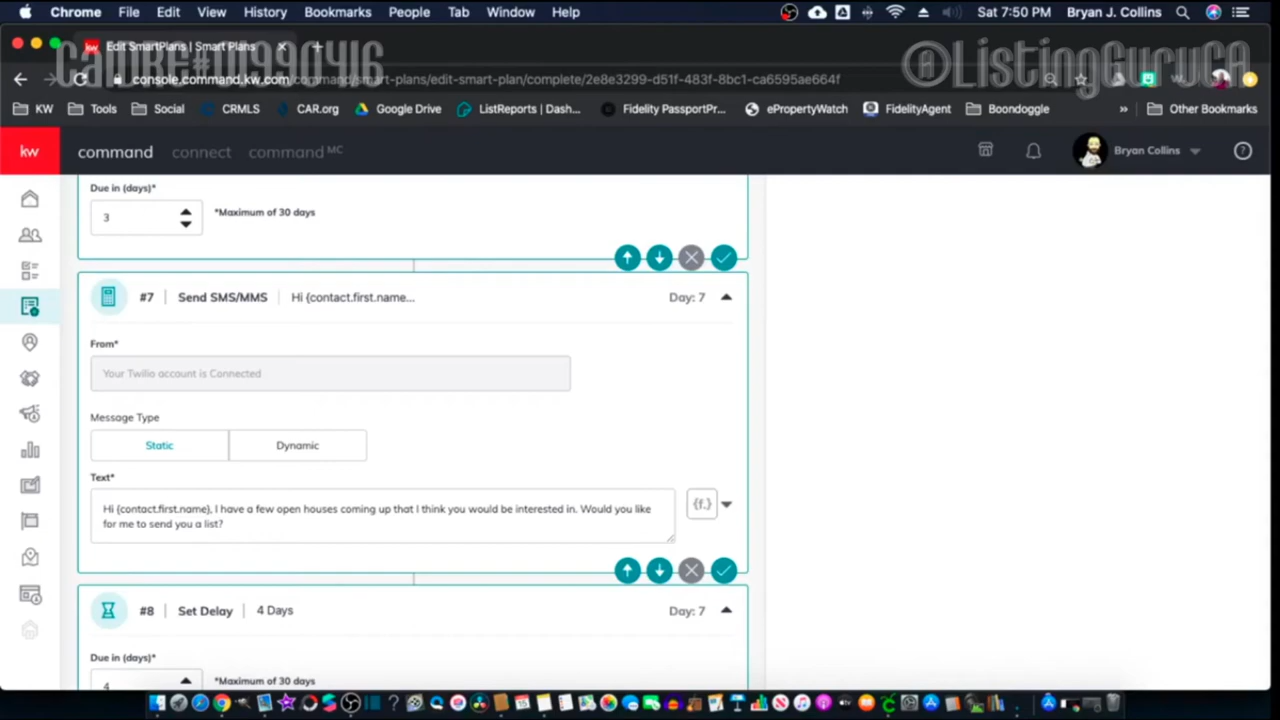 Chrome File Edit View History Bookmarks People Tab Window Help Sat 7:50 PM Bryan J. Collins
kw Edit SmartPlans | Smart Plans
CalDRE#01990416
@ListingGuruCA
console.command.kw.com/command/smart-plans/edit-smart-plan/complete/2e8e3299-d51f-483f-8bc1-ca6595ae664f
KW Tools Social CRMLS CAR.org Google Drive ListReports | Dash... Fidelity PassportPr... ePropertyWatch FidelityAgent Boondoggle » Other Bookmarks
kw command connect command MC Bryan Collins
Due in (days)*
3 *Maximum of 30 days
#7 Send SMS/MMS Hi {contact.first.name... Day: 7
From*
Your Twilio account is Connected
Message Type
Static Dynamic
Text*
Hi {contact.first.name}, I have a few open houses coming up that I think you would be interested in. Would you like
for me to send you a list?
{f.}
#8 Set Delay 4 Days Day: 7
Due in (days)*
4 *Maximum of 30 days